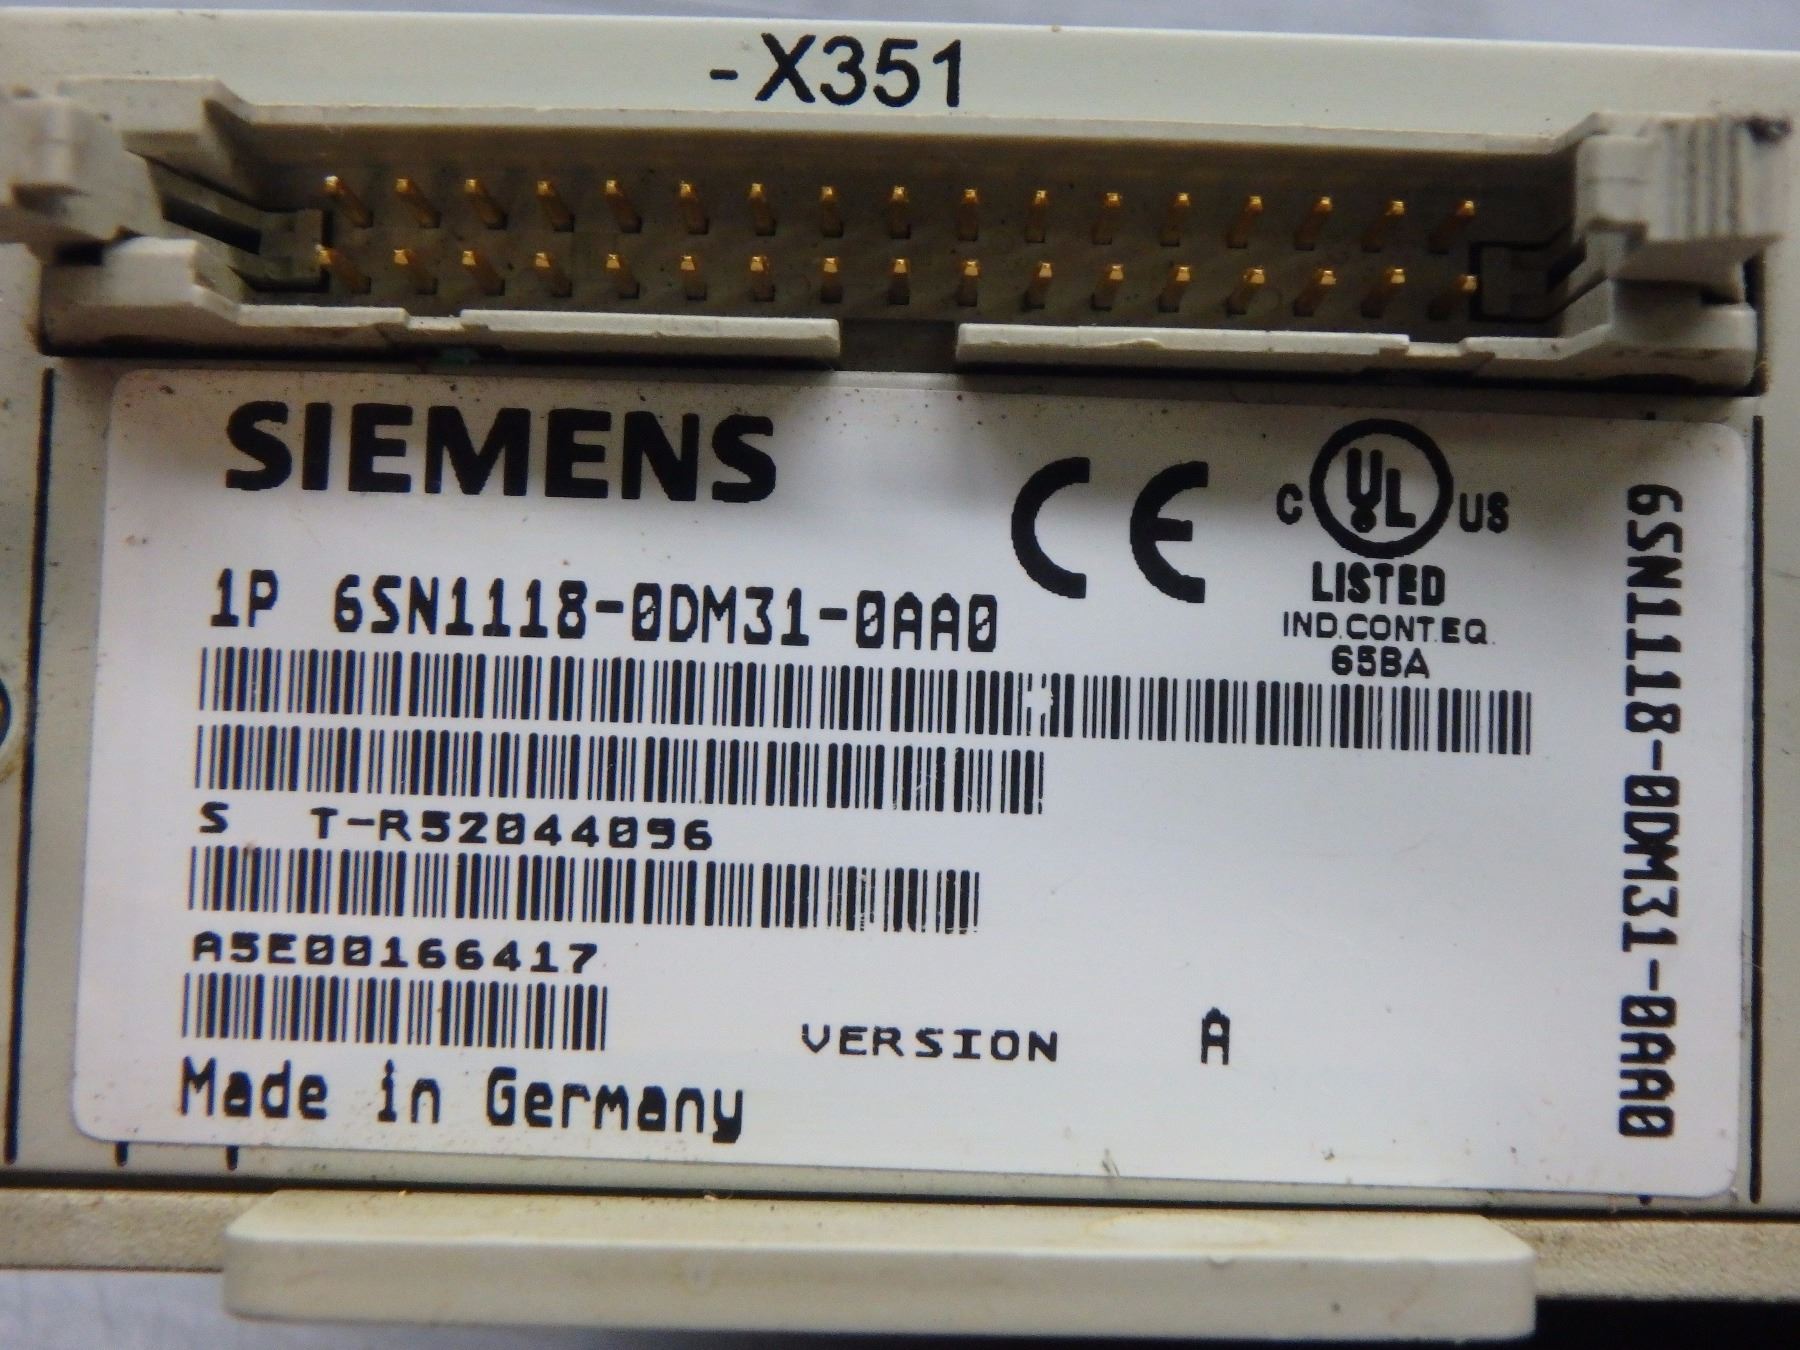 -X351
SIEMENS
CE
C UL US
LISTED
IND.CONT.EQ.
65BA
1P 6SN1118-0DM31-0AA0
S T-R52044096
A5E00166417
VERSION A
Made in Germany
6SN1118-0DM31-0AA0